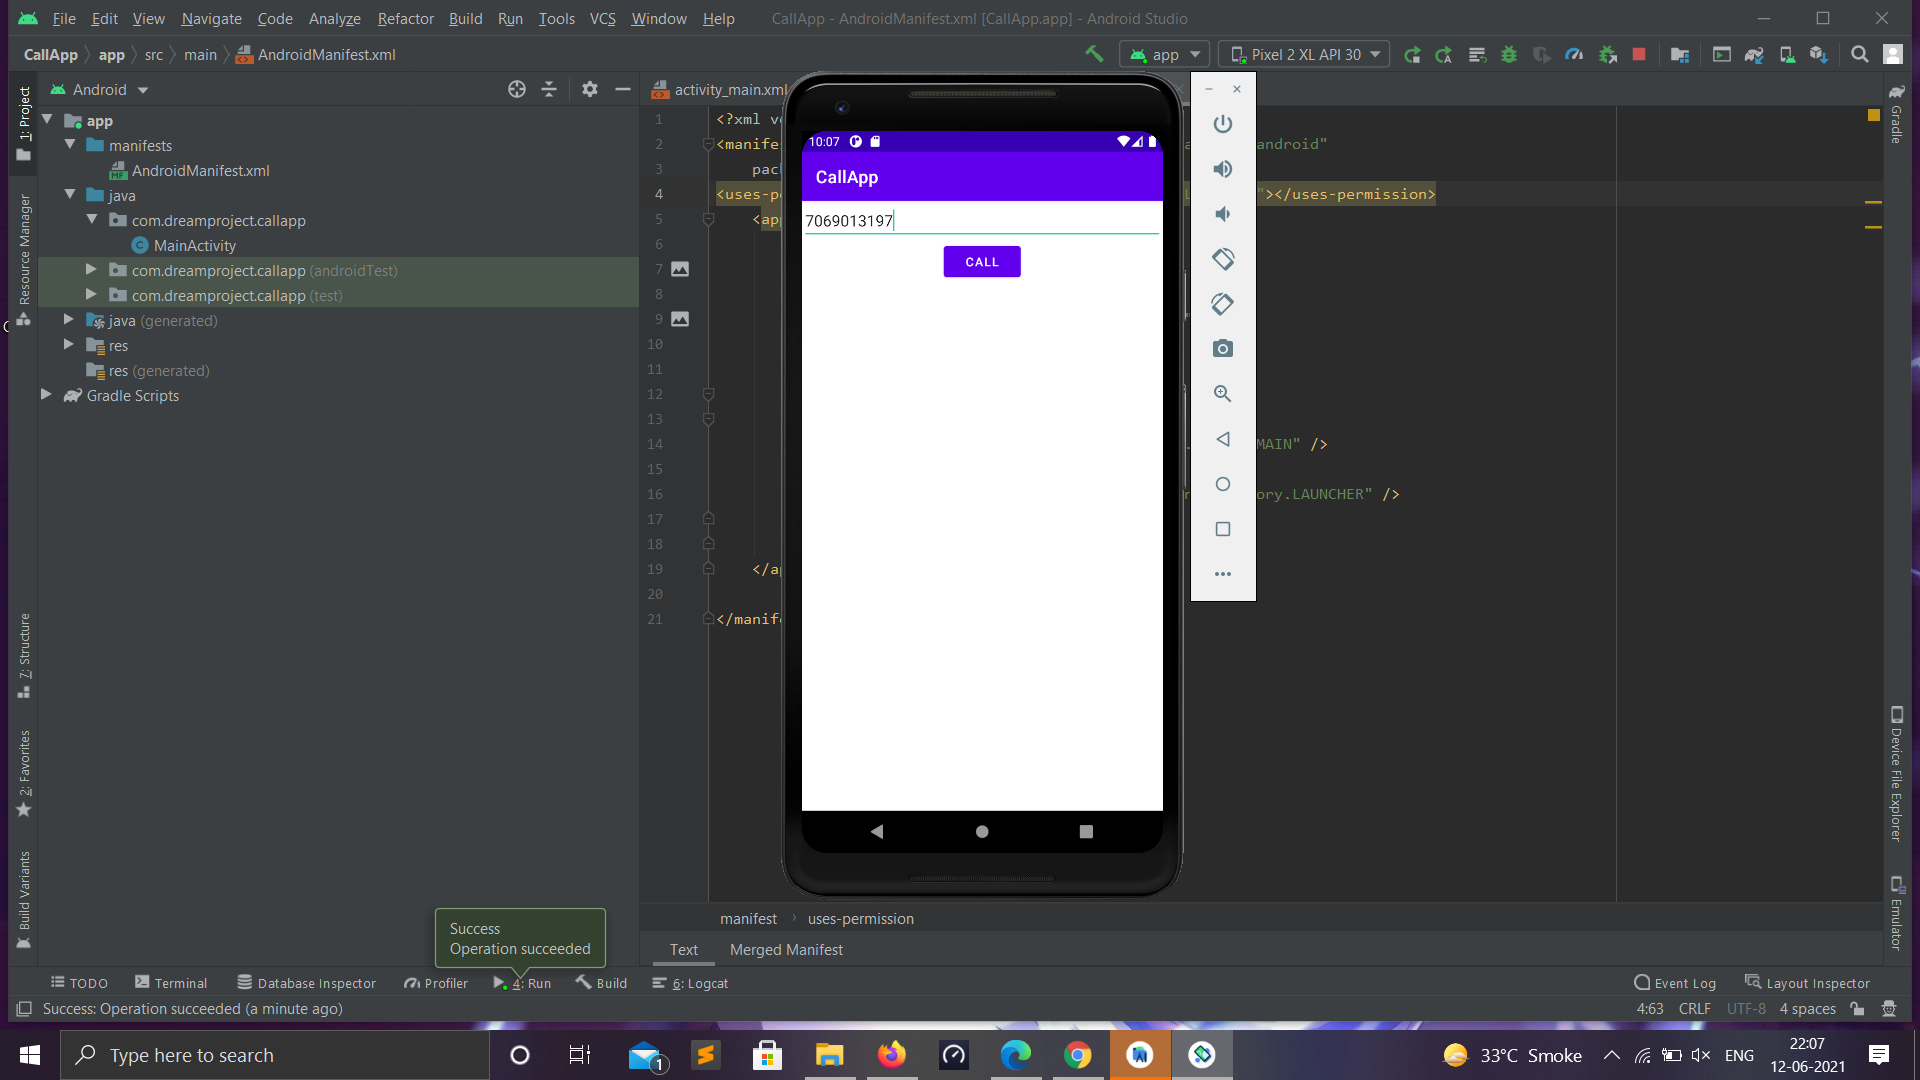 File Edit View Navigate Code Analyze Refactor Build Run Tools VCS Window Help CallApp - AndroidManifest.xml [CallApp.app] - Android Studio
CallApp app src main AndroidManifest.xml
app
Pixel 2 XL API 30
1: Project
Resource Manager
7: Structure
2: Favorites
Build Variants
Android
app
manifests
AndroidManifest.xml
java
com.dreamproject.callapp
MainActivity
com.dreamproject.callapp (androidTest)
com.dreamproject.callapp (test)
java (generated)
res
res (generated)
Gradle Scripts
activity_main.xml
1 <?xml ve
2 <manife android"
3 pac
4 <uses-p "></uses-permission>
5 <ap
6
7
8
9
10
11
12
13
14 MAIN" />
15
16 ory.LAUNCHER" />
17
18
19 </a
20
21 </manif
10:07
CallApp
7069013197
CALL
Gradle
Device File Explorer
Emulator
manifest uses-permission
Text Merged Manifest
Success
Operation succeeded
TODO Terminal Database Inspector Profiler 4: Run Build 6: Logcat Event Log Layout Inspector
Success: Operation succeeded (a minute ago) 4:63 CRLF UTF-8 4 spaces
Type here to search
1
33°C Smoke
ENG
22:07
12-06-2021